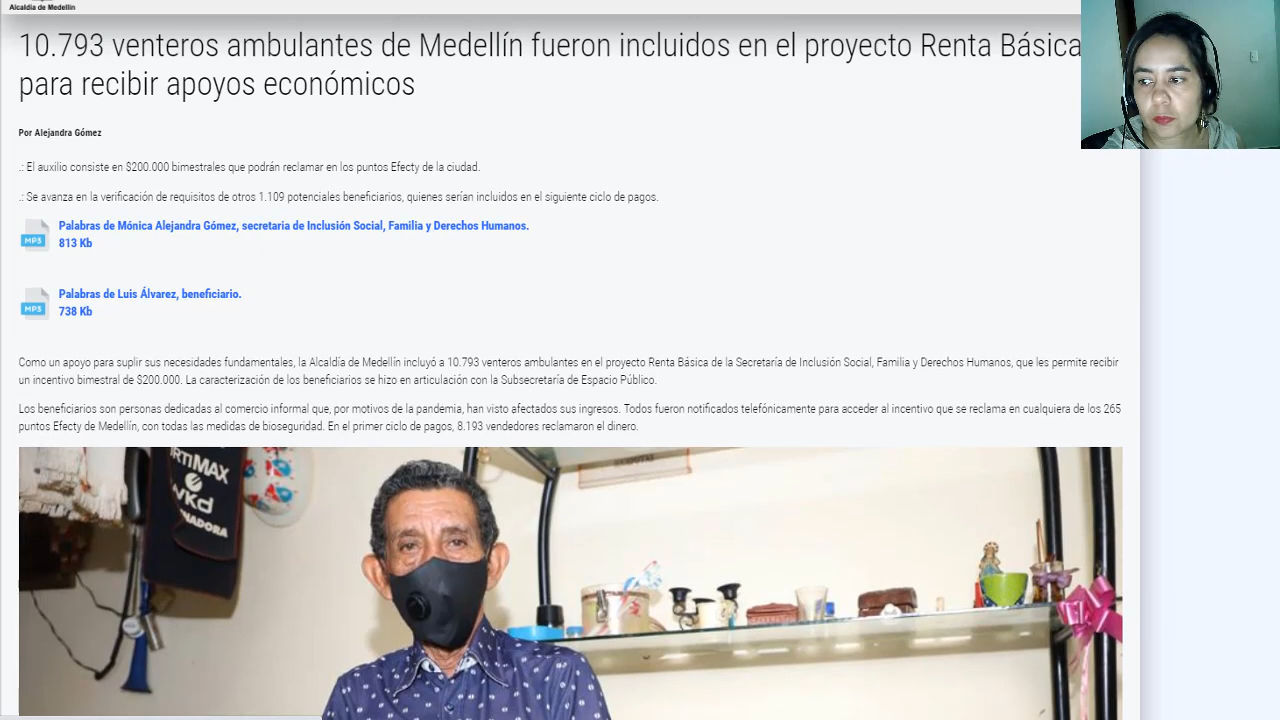 Alcaldía de Medellín
10.793 venteros ambulantes de Medellín fueron incluidos en el proyecto Renta Básica
para recibir apoyos económicos
Por Alejandra Gómez
.: El auxilio consiste en $200.000 bimestrales que podrán reclamar en los puntos Efecty de la ciudad.
.: Se avanza en la verificación de requisitos de otros 1.109 potenciales beneficiarios, quienes serían incluidos en el siguiente ciclo de pagos.
MP3
Palabras de Mónica Alejandra Gómez, secretaria de Inclusión Social, Familia y Derechos Humanos.
813 Kb
MP3
Palabras de Luis Álvarez, beneficiario.
738 Kb
Como un apoyo para suplir sus necesidades fundamentales, la Alcaldía de Medellín incluyó a 10.793 venteros ambulantes en el proyecto Renta Básica de la Secretaría de Inclusión Social, Familia y Derechos Humanos, que les permite recibir
un incentivo bimestral de $200.000. La caracterización de los beneficiarios se hizo en articulación con la Subsecretaría de Espacio Público.
Los beneficiarios son personas dedicadas al comercio informal que, por motivos de la pandemia, han visto afectados sus ingresos. Todos fueron notificados telefónicamente para acceder al incentivo que se reclama en cualquiera de los 265
puntos Efecty de Medellín, con todas las medidas de bioseguridad. En el primer ciclo de pagos, 8.193 vendedores reclamaron el dinero.